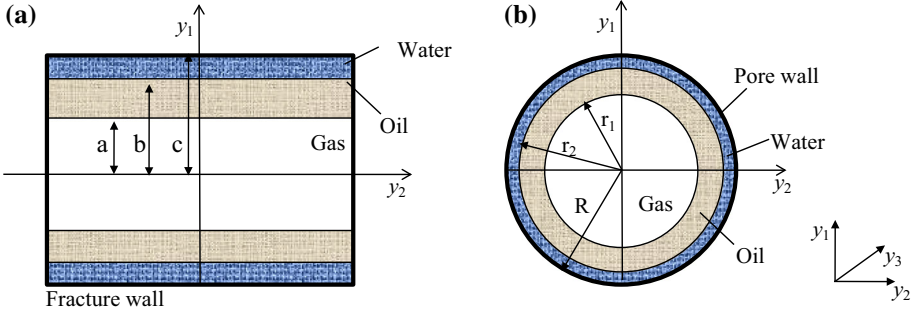 (a)
y1
Water
Oil
Gas
a
b
c
y2
Fracture wall
(b)
y1
Pore wall
r1
r2
Water
y2
R
Gas
Oil
y1
y3
y2